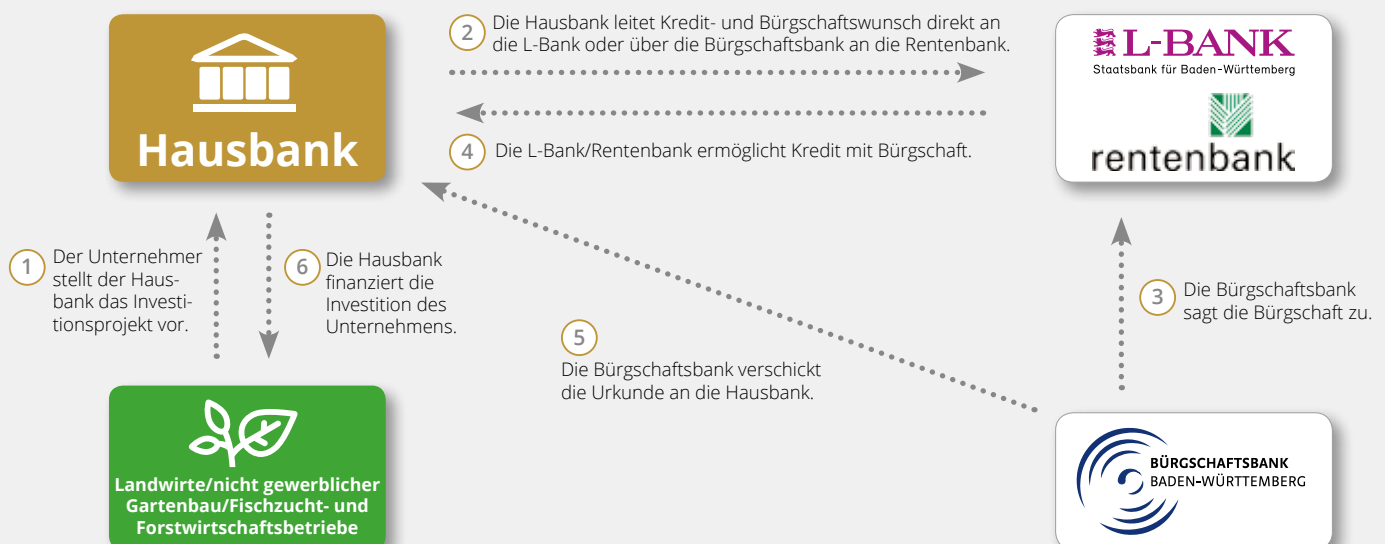 2
Die Hausbank leitet Kredit- und Bürgschaftswunsch direkt an
die L-Bank oder über die Bürgschaftsbank an die Rentenbank.
L-BANK
Staatsbank für Baden-Württemberg
rentenbank
Hausbank
4
Die L-Bank/Rentenbank ermöglicht Kredit mit Bürgschaft.
1
Der Unternehmer
stellt der Haus-
bank das Investi-
tionsprojekt vor.
6
Die Hausbank
finanziert die
Investition des
Unternehmens.
3
Die Bürgschaftsbank
sagt die Bürgschaft zu.
5
Die Bürgschaftsbank verschickt
die Urkunde an die Hausbank.
Landwirte/nicht gewerblicher
Gartenbau/Fischzucht- und
Forstwirtschaftsbetriebe
BÜRGSCHAFTSBANK
BADEN-WÜRTTEMBERG